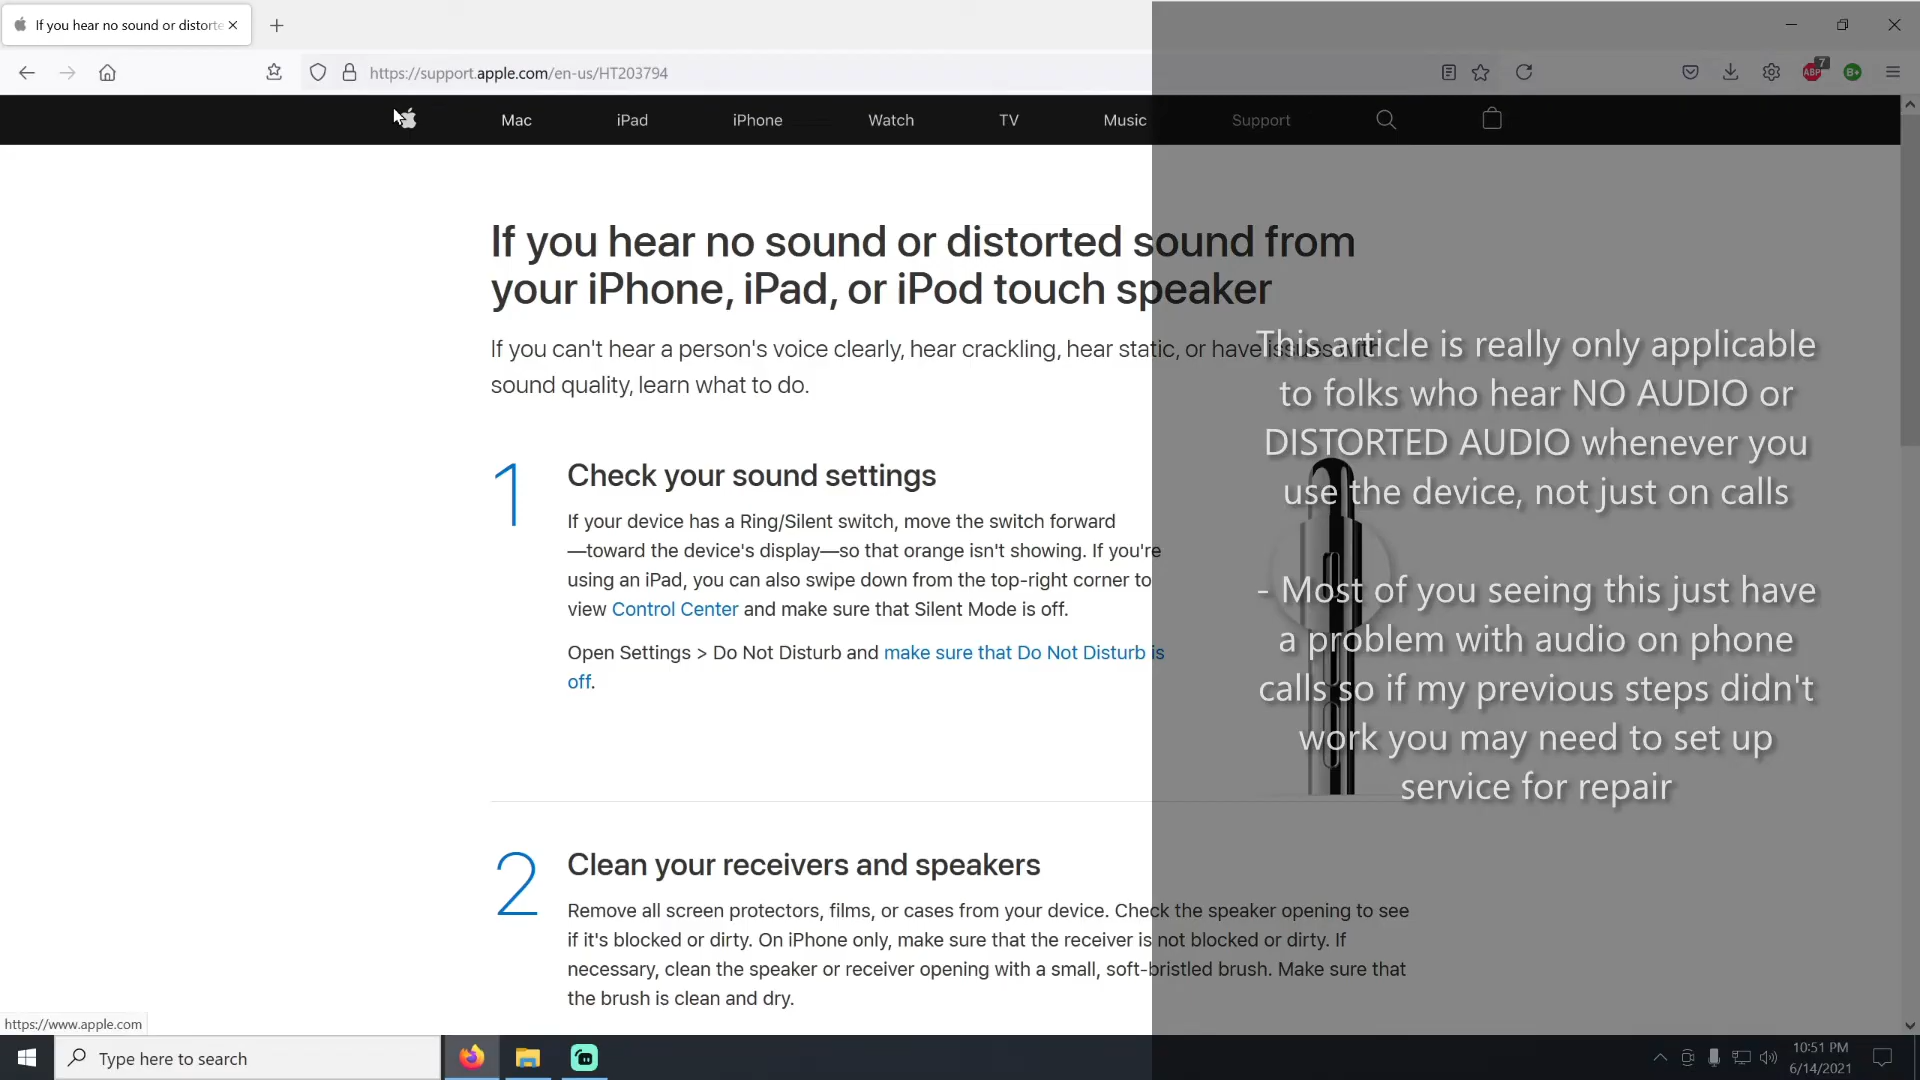 If you hear no sound or distorte
https://support.apple.com/en-us/HT203794
ABP
7
B+
Mac
iPad
iPhone
Watch
TV
Music
Support
If you hear no sound or distorted sound from
your iPhone, iPad, or iPod touch speaker
If you can't hear a person's voice clearly, hear crackling, hear static, or have issues with
sound quality, learn what to do.
1
Check your sound settings
If your device has a Ring/Silent switch, move the switch forward
—toward the device's display—so that orange isn't showing. If you're
using an iPad, you can also swipe down from the top-right corner to
view Control Center and make sure that Silent Mode is off.
Open Settings > Do Not Disturb and make sure that Do Not Disturb is
off.
This article is really only applicable
to folks who hear NO AUDIO or
DISTORTED AUDIO whenever you
use the device, not just on calls
- Most of you seeing this just have
a problem with audio on phone
calls so if my previous steps didn't
work you may need to set up
service for repair
2
Clean your receivers and speakers
Remove all screen protectors, films, or cases from your device. Check the speaker opening to see
if it's blocked or dirty. On iPhone only, make sure that the receiver is not blocked or dirty. If
necessary, clean the speaker or receiver opening with a small, soft-bristled brush. Make sure that
the brush is clean and dry.
https://www.apple.com
Type here to search
10:51 PM
6/14/2021